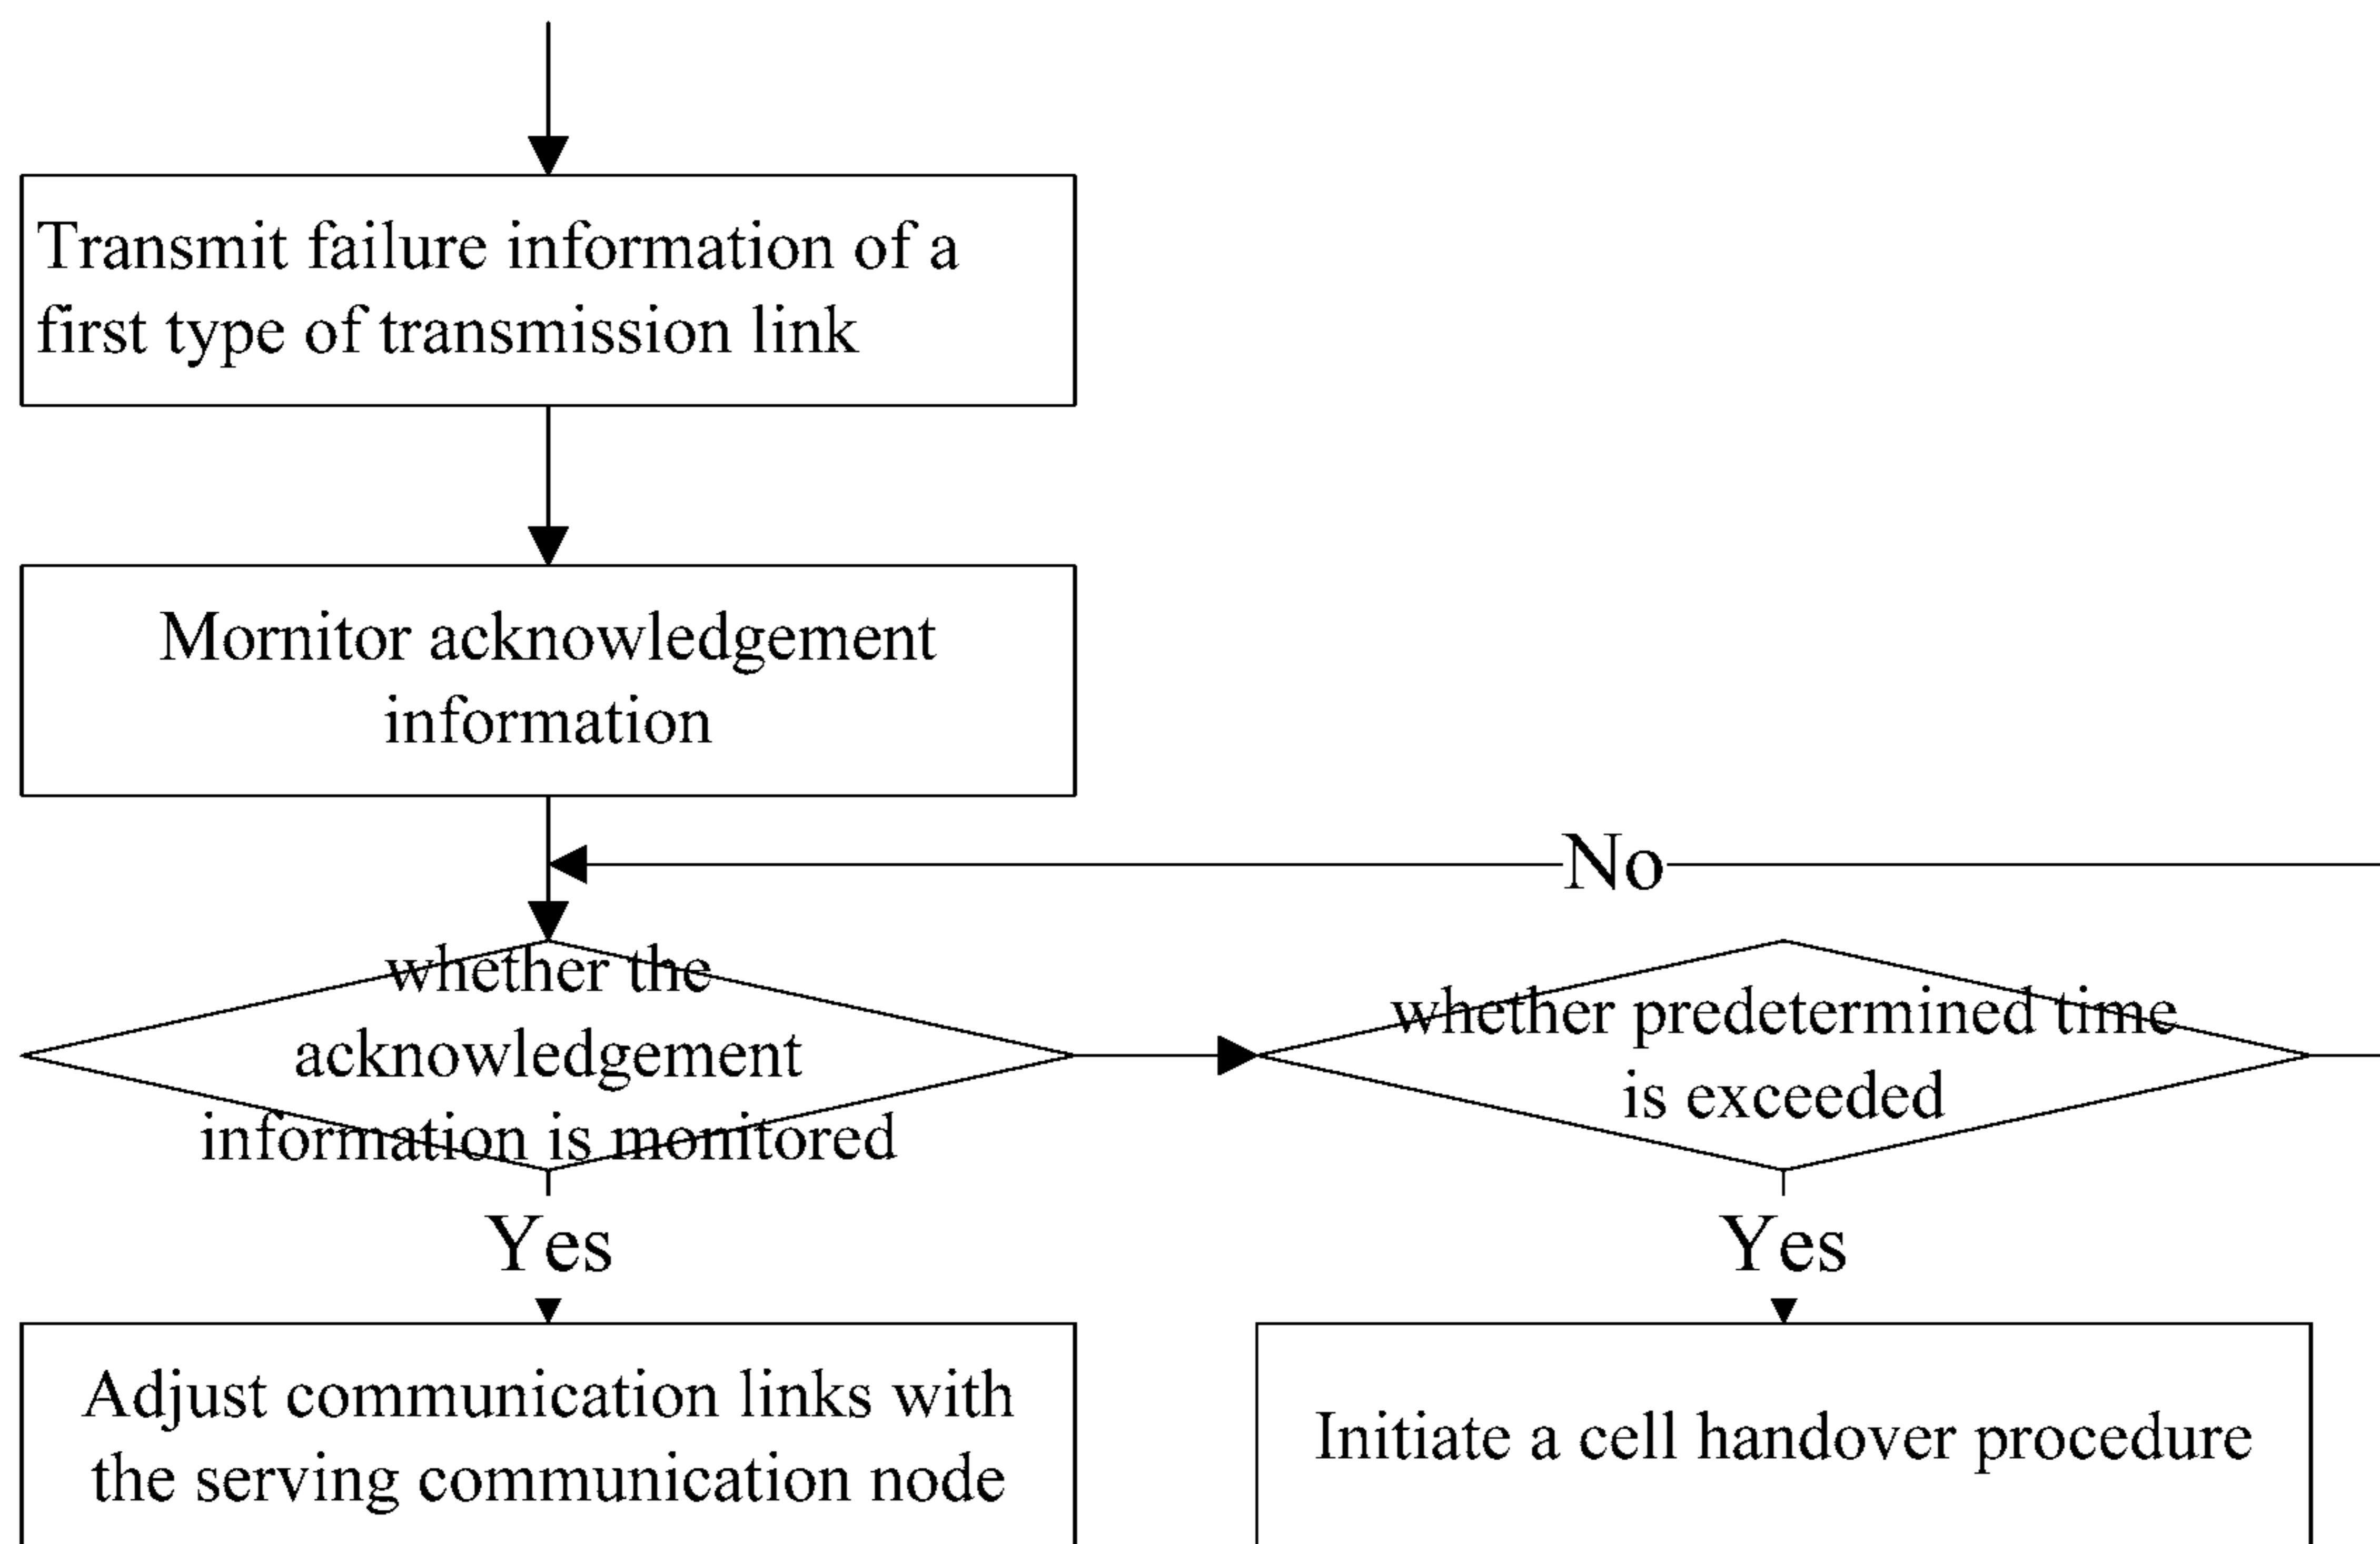 Transmit failure information of a
first type of transmission link
Mornitor acknowledgement
information
No
whether the
acknowledgement
information is monitored
whether predetermined time
is exceeded
Yes
Yes
Adjust communication links with
the serving communication node
Initiate a cell handover procedure